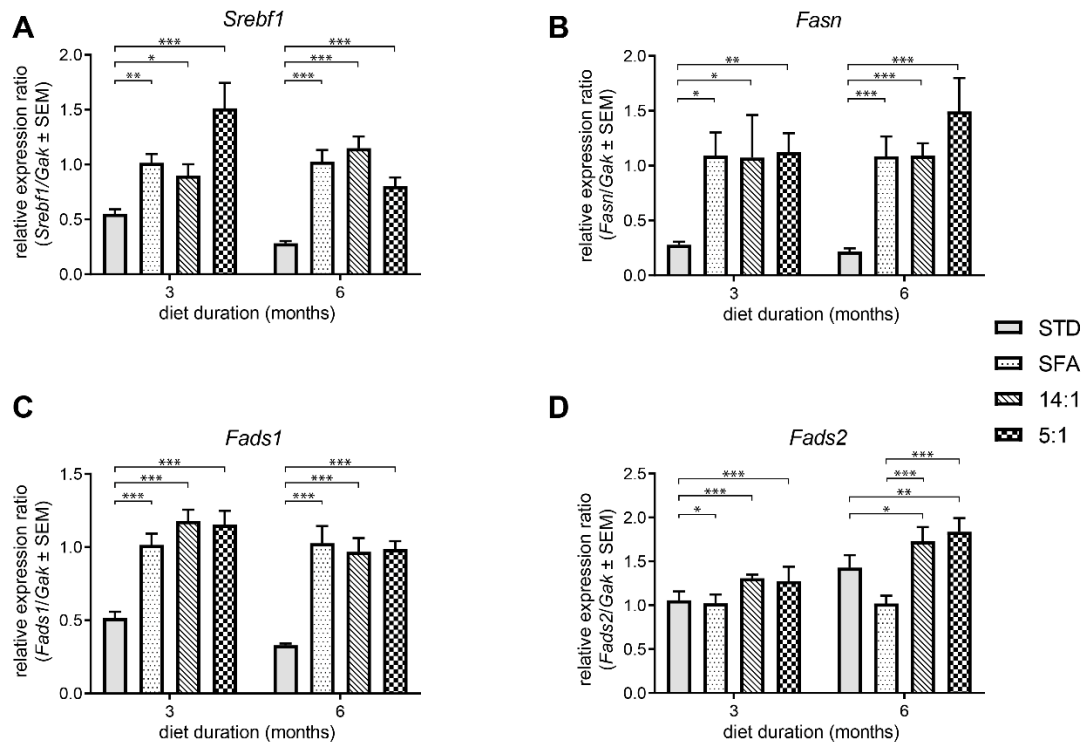 A
Srebf1
relative expression ratio
(Srebf1/Gak ± SEM)
2.0
1.5
1.0
0.5
0.0
***
*
**
***
***
***
3
6
diet duration (months)
B
Fasn
relative expression ratio
(Fasn/Gak ± SEM)
2.0
1.5
1.0
0.5
0.0
**
*
*
***
***
***
3
6
diet duration (months)
STD
SFA
14:1
5:1
C
Fads1
relative expression ratio
(Fads1/Gak ± SEM)
1.5
1.0
0.5
0.0
***
***
***
***
***
***
3
6
diet duration (months)
D
Fads2
relative expression ratio
(Fads2/Gak ± SEM)
2.5
2.0
1.5
1.0
0.5
0.0
***
***
*
***
***
**
*
3
6
diet duration (months)